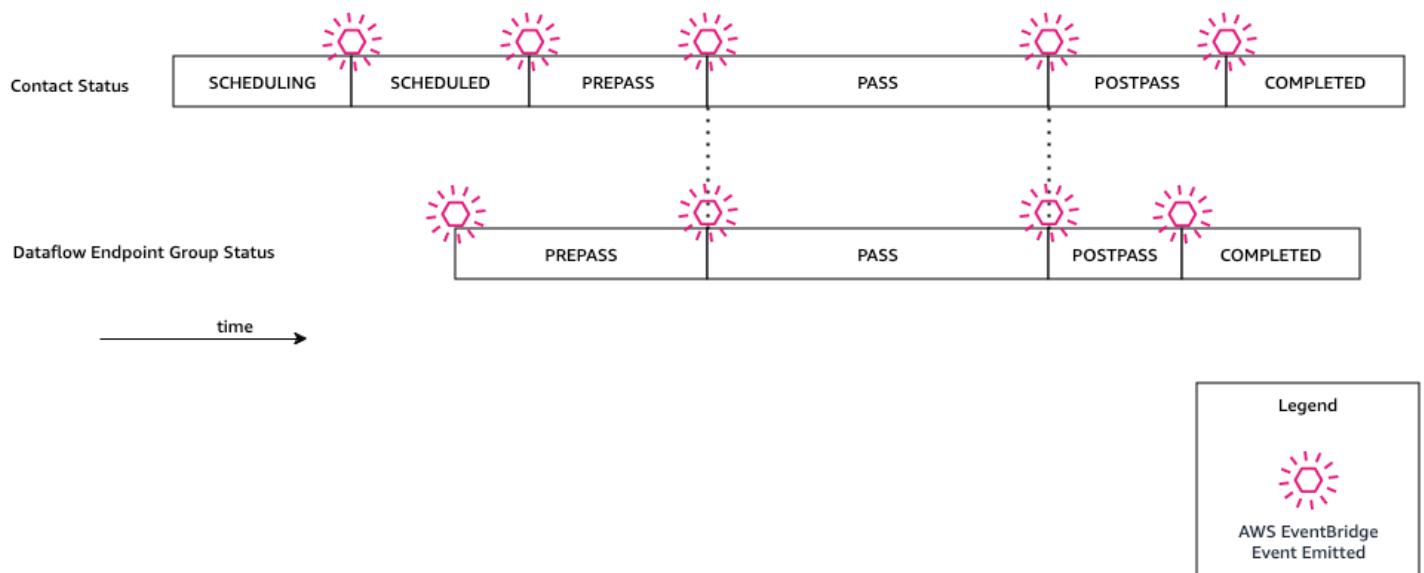 Contact Status
SCHEDULING
SCHEDULED
PREPASS
PASS
POSTPASS
COMPLETED
Dataflow Endpoint Group Status
PREPASS
PASS
POSTPASS
COMPLETED
time
Legend
AWS EventBridge
Event Emitted